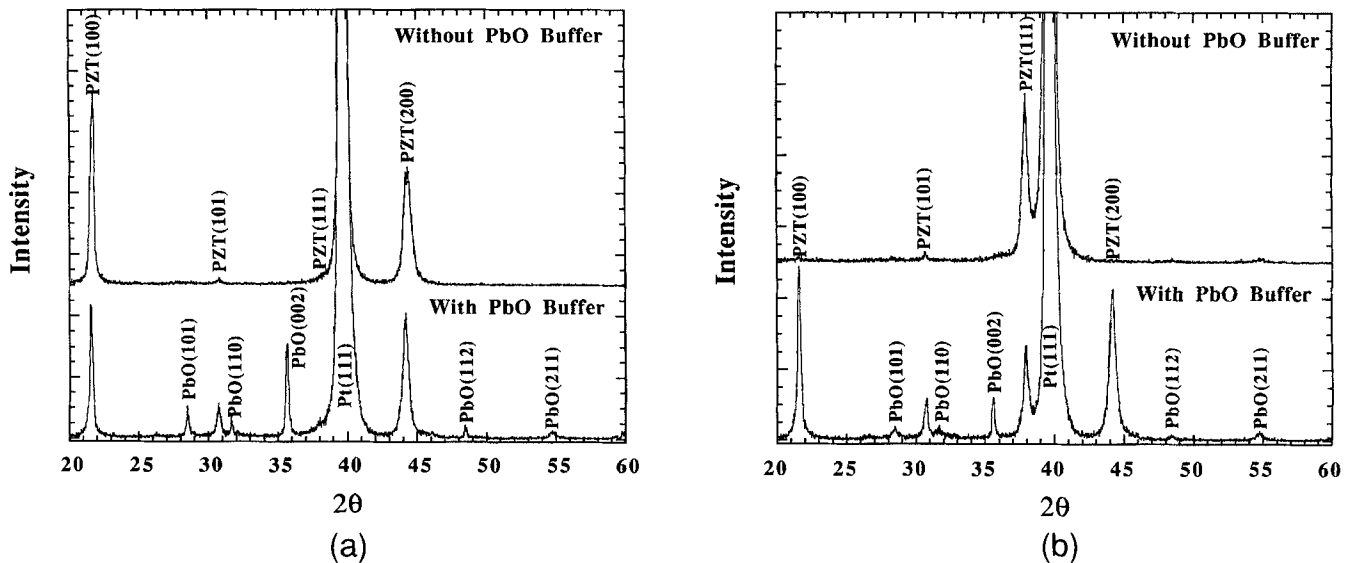 Without PbO Buffer
PZT(100)
PZT(101)
PZT(111)
PZT(200)
Intensity
With PbO Buffer
PbO(101)
PbO(110)
PbO(002)
Pt(111)
PbO(112)
PbO(211)
20 25 30 35 40 45 50 55 60
2θ
(a)
Without PbO Buffer
PZT(111)
PZT(100)
PZT(101)
PZT(200)
Intensity
With PbO Buffer
PbO(101)
PbO(110)
PbO(002)
Pt(111)
PbO(112)
PbO(211)
20 25 30 35 40 45 50 55 60
2θ
(b)